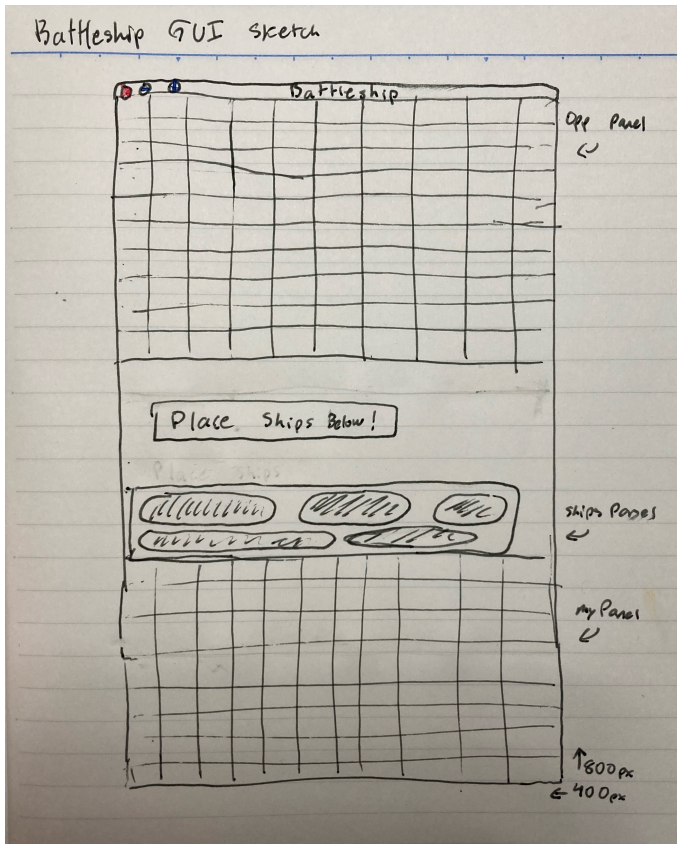 Battleship GUI sketch
Battleship
Opp Panel
Place Ships Below!
Ships Panel
My Panel
↑800px
← 400px